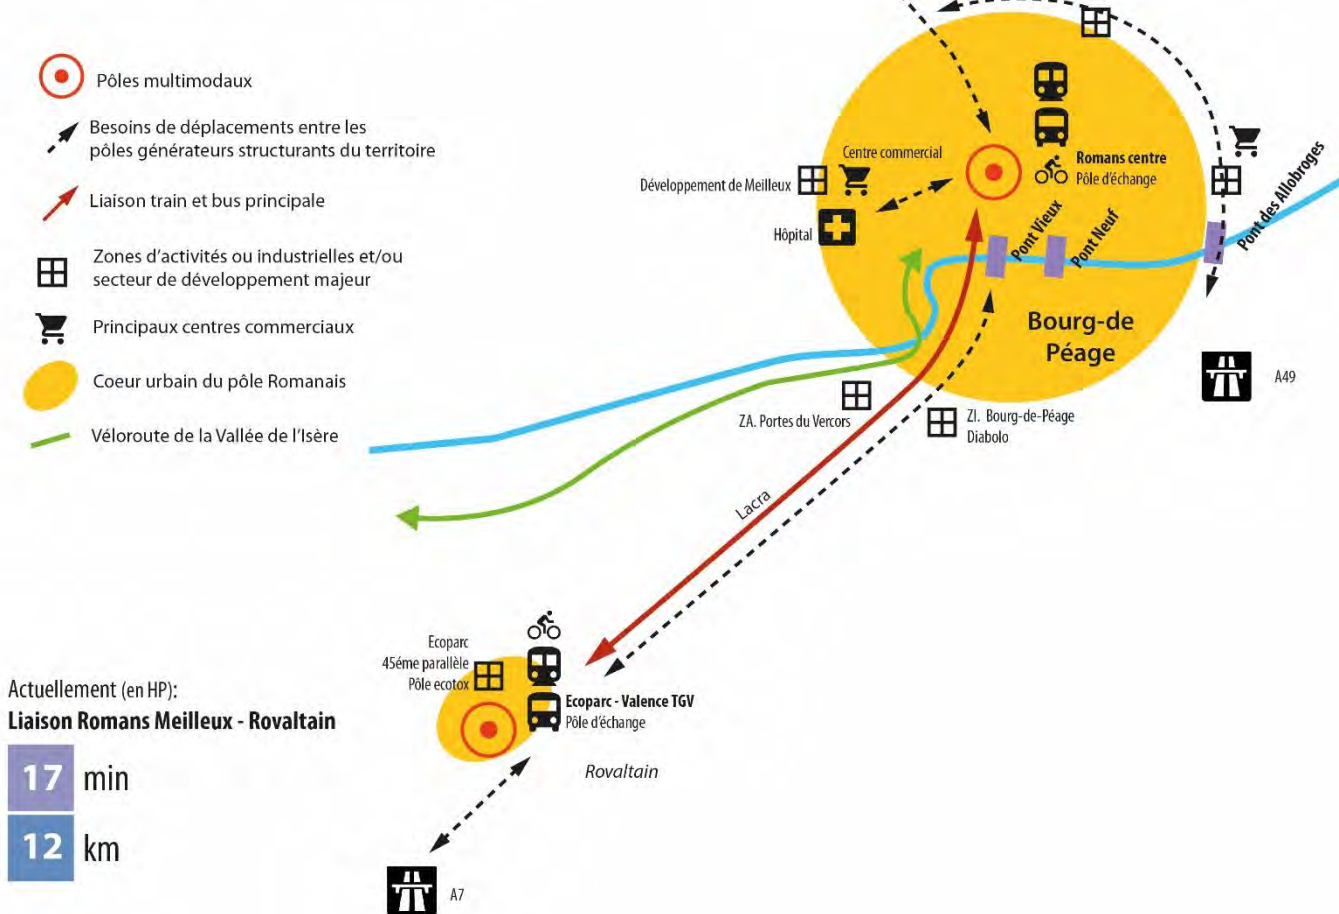 Pôles multimodaux
Besoins de déplacements entre les
pôles générateurs structurants du territoire
Liaison train et bus principale
Zones d'activités ou industrielles et/ou
secteur de développement majeur
Principaux centres commerciaux
Coeur urbain du pôle Romanais
Véloroute de la Vallée de l'Isère
Centre commercial
Développement de Meilleux
Hôpital
Romans centre
Pôle d'échange
Pont Vieux
Pont Neuf
Pont des Allobroges
Bourg-de
Péage
A49
ZA. Portes du Vercors
ZI. Bourg-de-Péage
Diabolo
Lacra
Ecoparc
45éme parallèle
Pôle ecotox
Ecoparc - Valence TGV
Pôle d'échange
Rovaltain
A7
Actuellement (en HP):
Liaison Romans Meilleux - Rovaltain
17 min
12 km